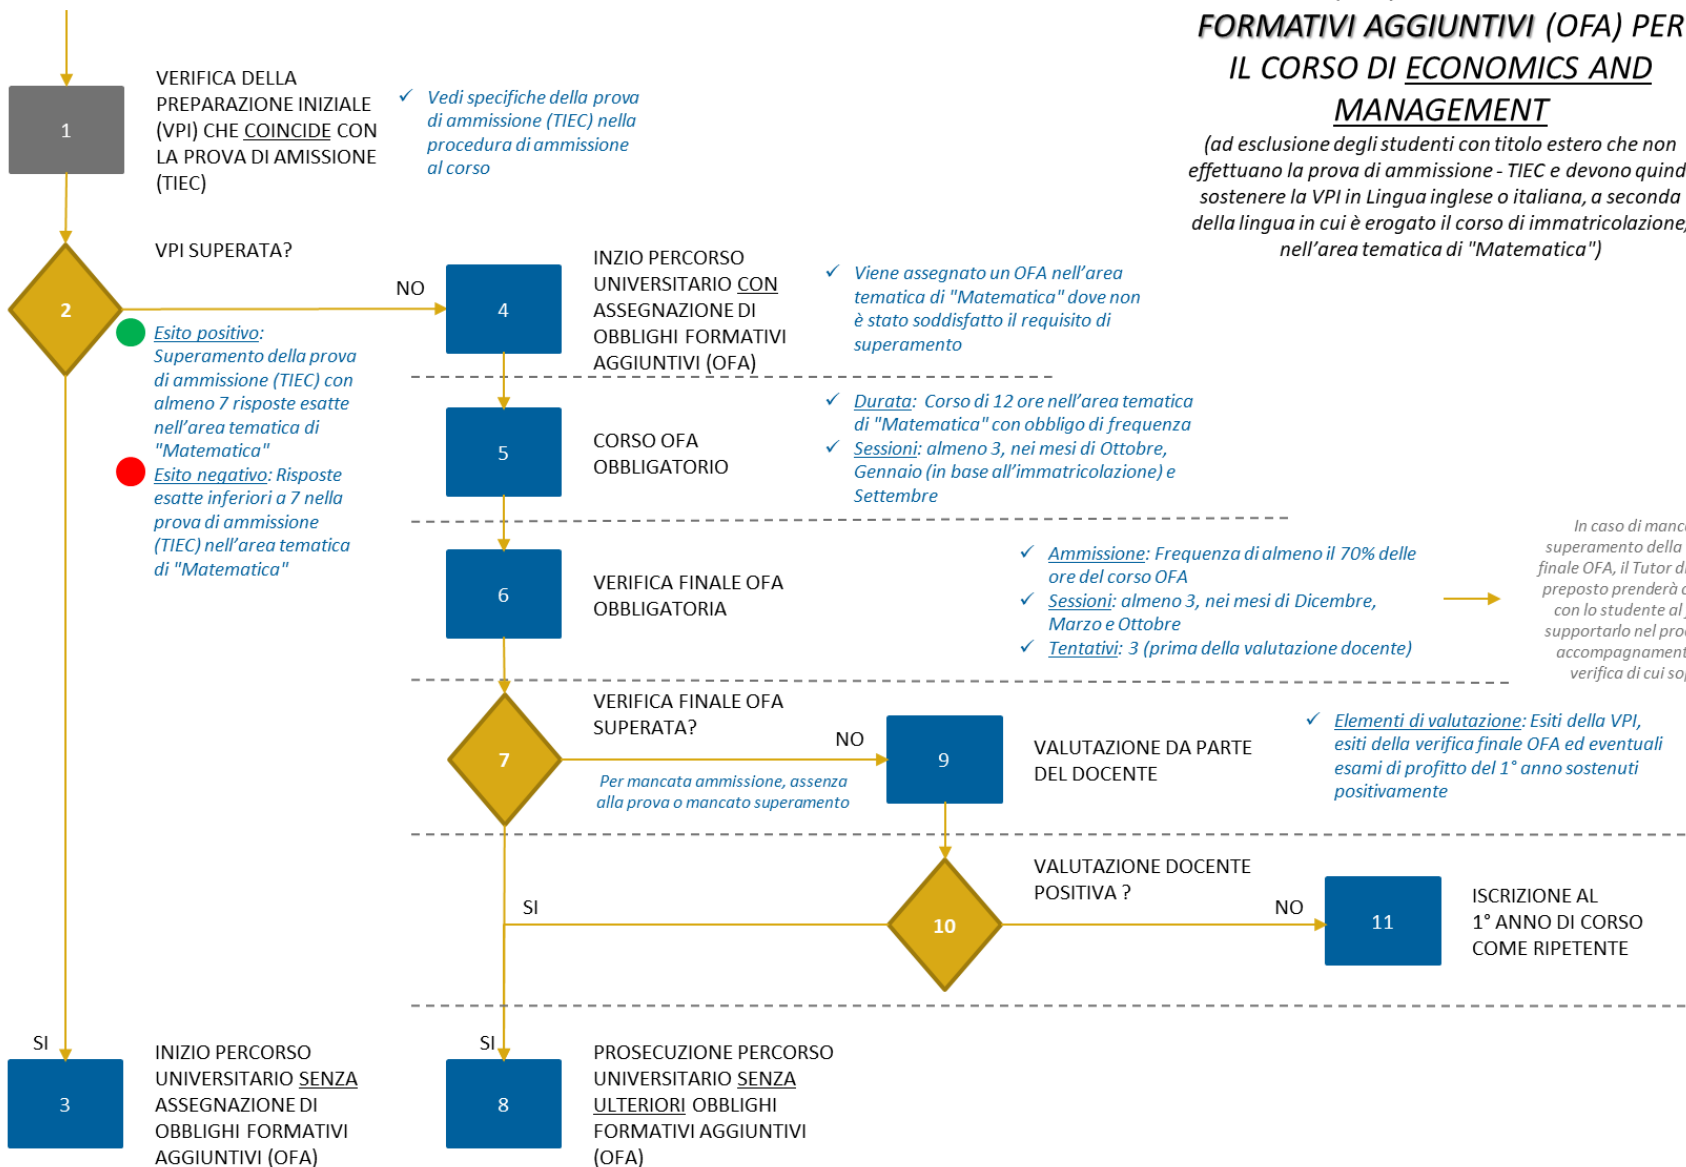 FORMATIVI AGGIUNTIVI (OFA) PER
IL CORSO DI ECONOMICS AND
MANAGEMENT
(ad esclusione degli studenti con titolo estero che non
effettuano la prova di ammissione - TIEC e devono quind
sostenere la VPI in Lingua inglese o italiana, a seconda
della lingua in cui è erogato il corso di immatricolazione,
nell'area tematica di "Matematica")
1
VERIFICA DELLA
PREPARAZIONE INIZIALE
(VPI) CHE COINCIDE CON
LA PROVA DI AMISSIONE
(TIEC)
✓ Vedi specifiche della prova
di ammissione (TIEC) nella
procedura di ammissione
al corso
2
VPI SUPERATA?
NO
Esito positivo:
Superamento della prova
di ammissione (TIEC) con
almeno 7 risposte esatte
nell'area tematica di
"Matematica"
Esito negativo: Risposte
esatte inferiori a 7 nella
prova di ammissione
(TIEC) nell'area tematica
di "Matematica"
4
INZIO PERCORSO
UNIVERSITARIO CON
ASSEGNAZIONE DI
OBBLIGHI FORMATIVI
AGGIUNTIVI (OFA)
✓ Viene assegnato un OFA nell'area
tematica di "Matematica" dove non
è stato soddisfatto il requisito di
superamento
5
CORSO OFA
OBBLIGATORIO
✓ Durata: Corso di 12 ore nell'area tematica
di "Matematica" con obbligo di frequenza
✓ Sessioni: almeno 3, nei mesi di Ottobre,
Gennaio (in base all'immatricolazione) e
Settembre
6
VERIFICA FINALE OFA
OBBLIGATORIA
✓ Ammissione: Frequenza di almeno il 70% delle
ore del corso OFA
✓ Sessioni: almeno 3, nei mesi di Dicembre,
Marzo e Ottobre
✓ Tentativi: 3 (prima della valutazione docente)
In caso di manca
superamento della
finale OFA, il Tutor di
preposto prenderà
con lo studente al
supportarlo nel
accompagnament
verifica di cui
7
VERIFICA FINALE OFA
SUPERATA?
NO
Per mancata ammissione, assenza
alla prova o mancato superamento
9
VALUTAZIONE DA PARTE
DEL DOCENTE
✓ Elementi di valutazione: Esiti della VPI,
esiti della verifica finale OFA ed eventuali
esami di profitto del 1° anno sostenuti
positivamente
SI
10
VALUTAZIONE DOCENTE
POSITIVA ?
NO
11
ISCRIZIONE AL
1° ANNO DI CORSO
COME RIPETENTE
SI
3
INIZIO PERCORSO
UNIVERSITARIO SENZA
ASSEGNAZIONE DI
OBBLIGHI FORMATIVI
AGGIUNTIVI (OFA)
SI
8
PROSECUZIONE PERCORSO
UNIVERSITARIO SENZA
ULTERIORI OBBLIGHI
FORMATIVI AGGIUNTIVI
(OFA)